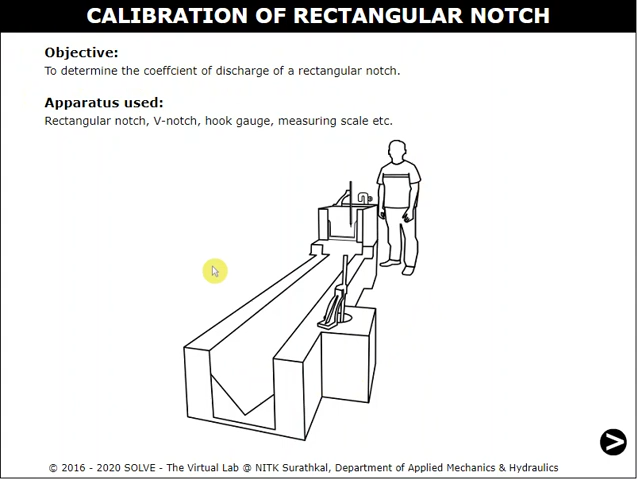 CALIBRATION OF RECTANGULAR NOTCH
Objective:
To determine the coeffcient of discharge of a rectangular notch.
Apparatus used:
Rectangular notch, V-notch, hook gauge, measuring scale etc.
© 2016 - 2020 SOLVE - The Virtual Lab @ NITK Surathkal, Department of Applied Mechanics & Hydraulics